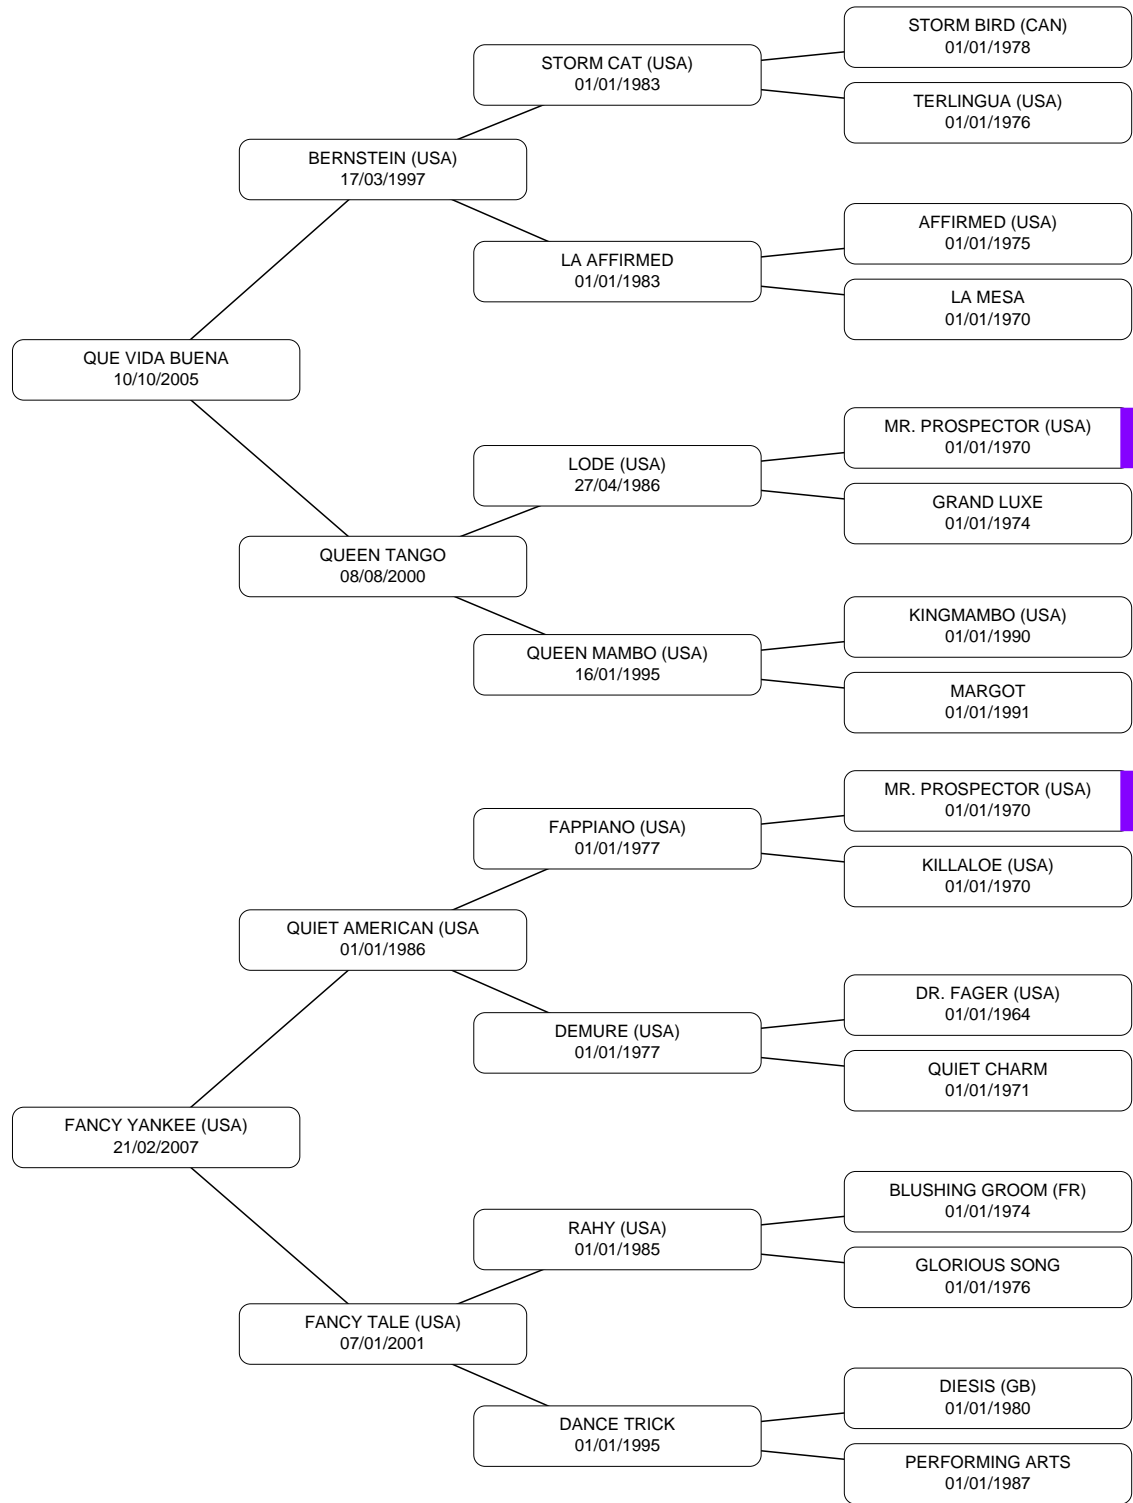 STORM BIRD (CAN)
01/01/1978
STORM CAT (USA)
01/01/1983
TERLINGUA (USA)
01/01/1976
BERNSTEIN (USA)
17/03/1997
AFFIRMED (USA)
01/01/1975
LA AFFIRMED
01/01/1983
LA MESA
01/01/1970
QUE VIDA BUENA
10/10/2005
MR. PROSPECTOR (USA)
01/01/1970
LODE (USA)
27/04/1986
GRAND LUXE
01/01/1974
QUEEN TANGO
08/08/2000
KINGMAMBO (USA)
01/01/1990
QUEEN MAMBO (USA)
16/01/1995
MARGOT
01/01/1991
MR. PROSPECTOR (USA)
01/01/1970
FAPPIANO (USA)
01/01/1977
KILLALOE (USA)
01/01/1970
QUIET AMERICAN (USA
01/01/1986
DR. FAGER (USA)
01/01/1964
DEMURE (USA)
01/01/1977
QUIET CHARM
01/01/1971
FANCY YANKEE (USA)
21/02/2007
BLUSHING GROOM (FR)
01/01/1974
RAHY (USA)
01/01/1985
GLORIOUS SONG
01/01/1976
FANCY TALE (USA)
07/01/2001
DIESIS (GB)
01/01/1980
DANCE TRICK
01/01/1995
PERFORMING ARTS
01/01/1987